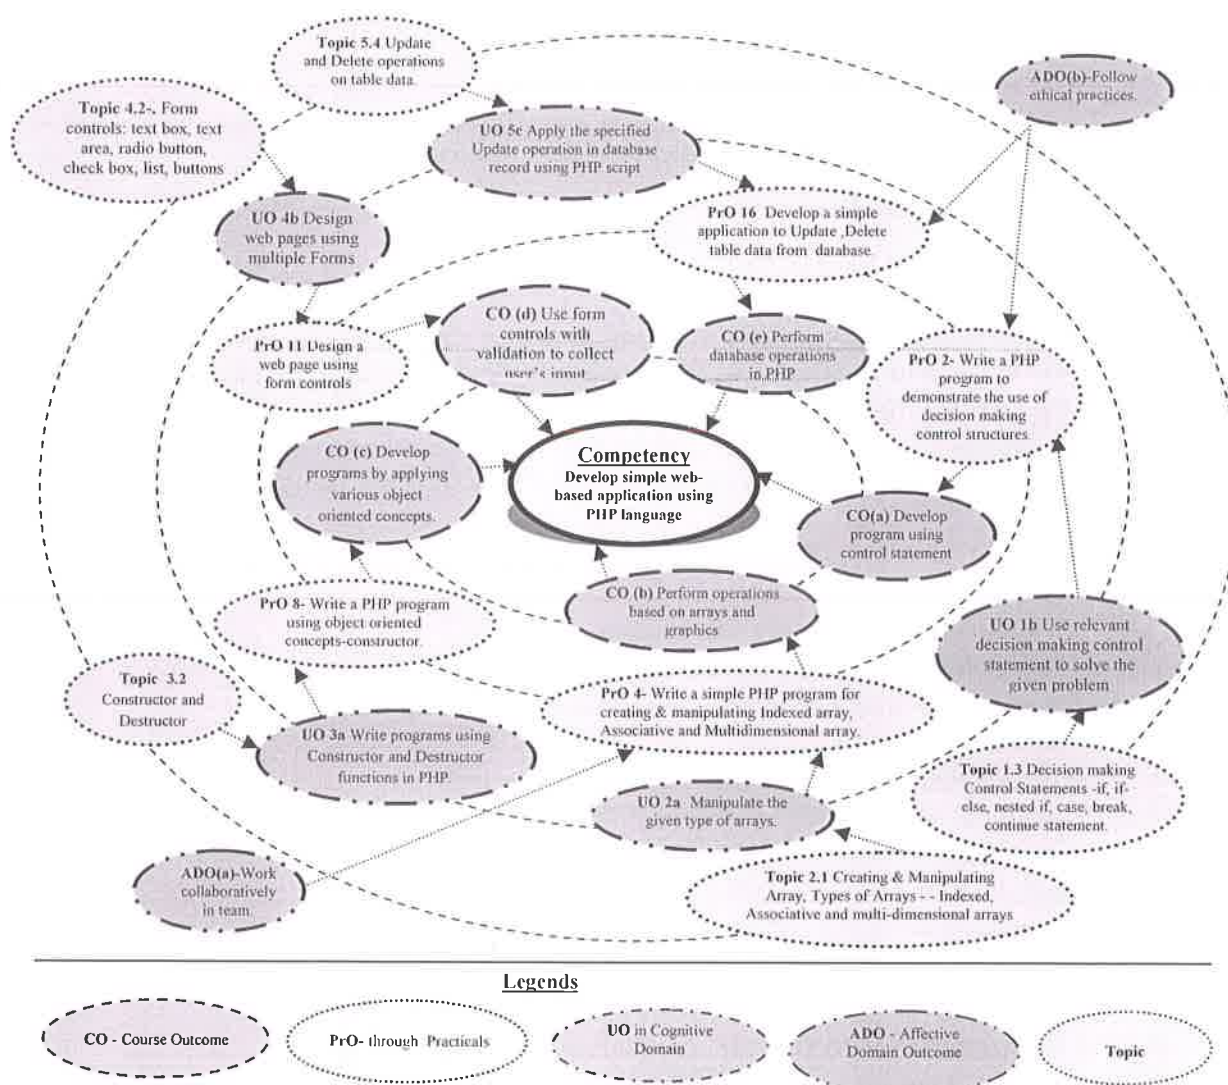 Topic 5.4 Update
and Delete operations
on table data.
ADO(b)-Follow
ethical practices.
Topic 4.2-. Form
controls: text box, text
area, radio button,
check box, list, buttons
UO 5c Apply the specified
Update operation in database
record using PHP script
UO 4b Design
web pages using
multiple Forms
PrO 16 Develop a simple
application to Update ,Delete
table data from database.
CO (d) Use form
controls with
validation to collect
user's input
CO (e) Perform
database operations
in PHP
PrO 11 Design a
web page using
form controls
PrO 2- Write a PHP
program to
demonstrate the use of
decision making
control structures.
CO (c) Develop
programs by applying
various object
oriented concepts.
Competency
Develop simple web-
based application using
PHP language
CO(a) Develop
program using
control statement
PrO 8- Write a PHP program
using object oriented
concepts-constructor.
CO (b) Perform operations
based on arrays and
graphics
UO 1b Use relevant
decision making control
statement to solve the
given problem
Topic 3.2
Constructor and
Destructor
PrO 4- Write a simple PHP program for
creating & manipulating Indexed array,
Associative and Multidimensional array.
UO 3a Write programs using
Constructor and Destructor
functions in PHP.
UO 2a Manipulate the
given type of arrays.
Topic 1.3 Decision making
Control Statements -if, if-
else, nested if, case, break,
continue statement.
ADO(a)-Work
collaboratively
in team.
Topic 2.1 Creating & Manipulating
Array, Types of Arrays - - Indexed,
Associative and multi-dimensional arrays
Legends
CO - Course Outcome
PrO- through Practicals
UO in Cognitive
Domain
ADO - Affective
Domain Outcome
Topic